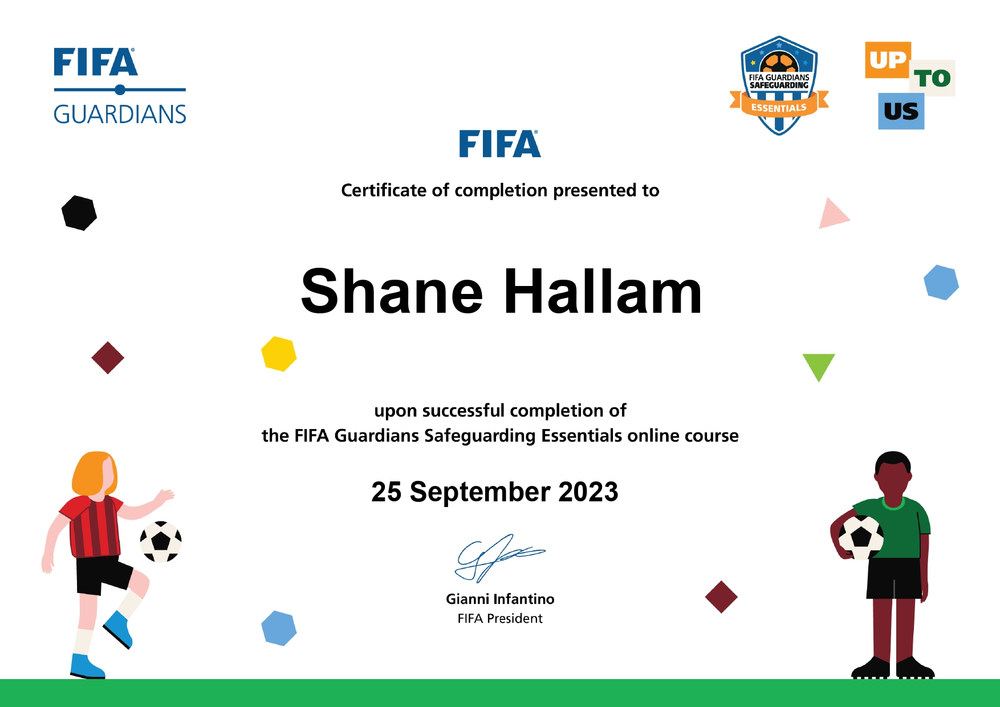 FIFA®
GUARDIANS
FIFA GUARDIANS
SAFEGUARDING
ESSENTIALS
UP
TO
US
FIFA®
Certificate of completion presented to
Shane Hallam
upon successful completion of
the FIFA Guardians Safeguarding Essentials online course
25 September 2023
Gianni Infantino
FIFA President